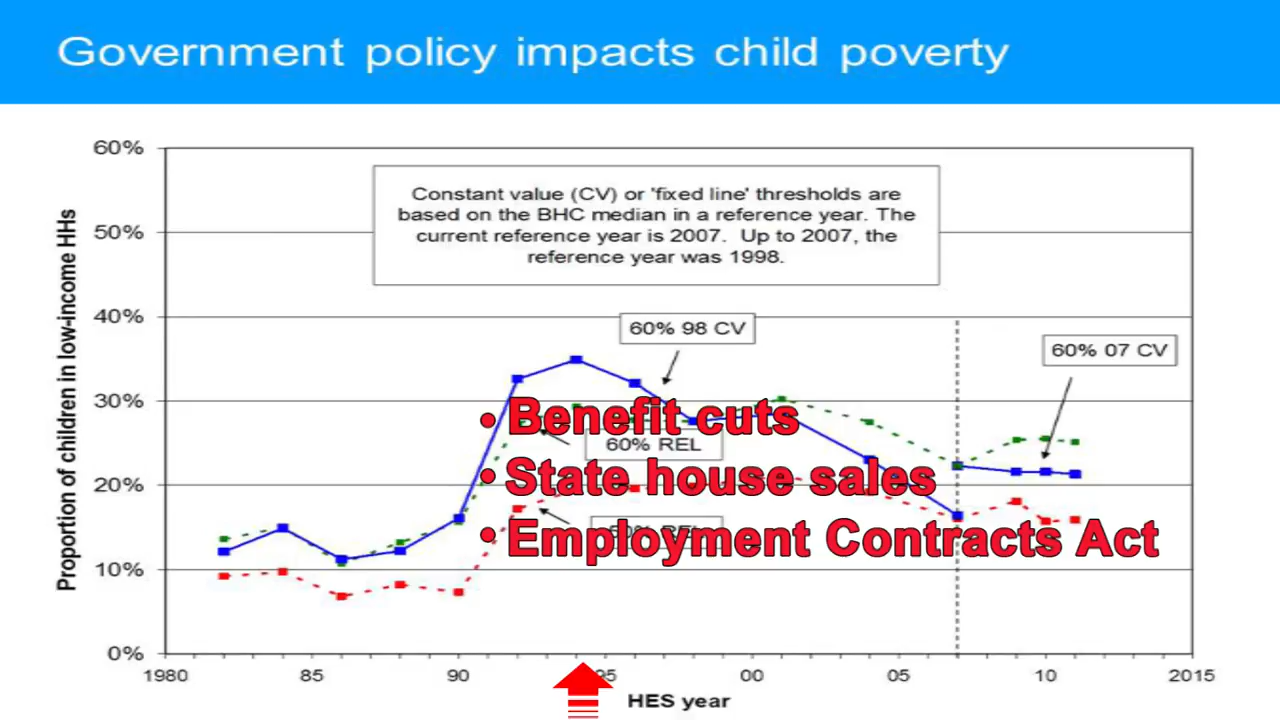 Government policy impacts child poverty
60%
Constant value (CV) or 'fixed line' thresholds are
based on the BHC median in a reference year. The
current reference year is 2007. Up to 2007, the
reference year was 1998.
50%
40%
30%
20%
10%
0%
Proportion of children in low-income HHs
60% 98 CV
60% 07 CV
• Benefit cuts
60% REL
• State house sales
50% REL
• Employment Contracts Act
1980 85 90 95 00 05 10 2015
HES year